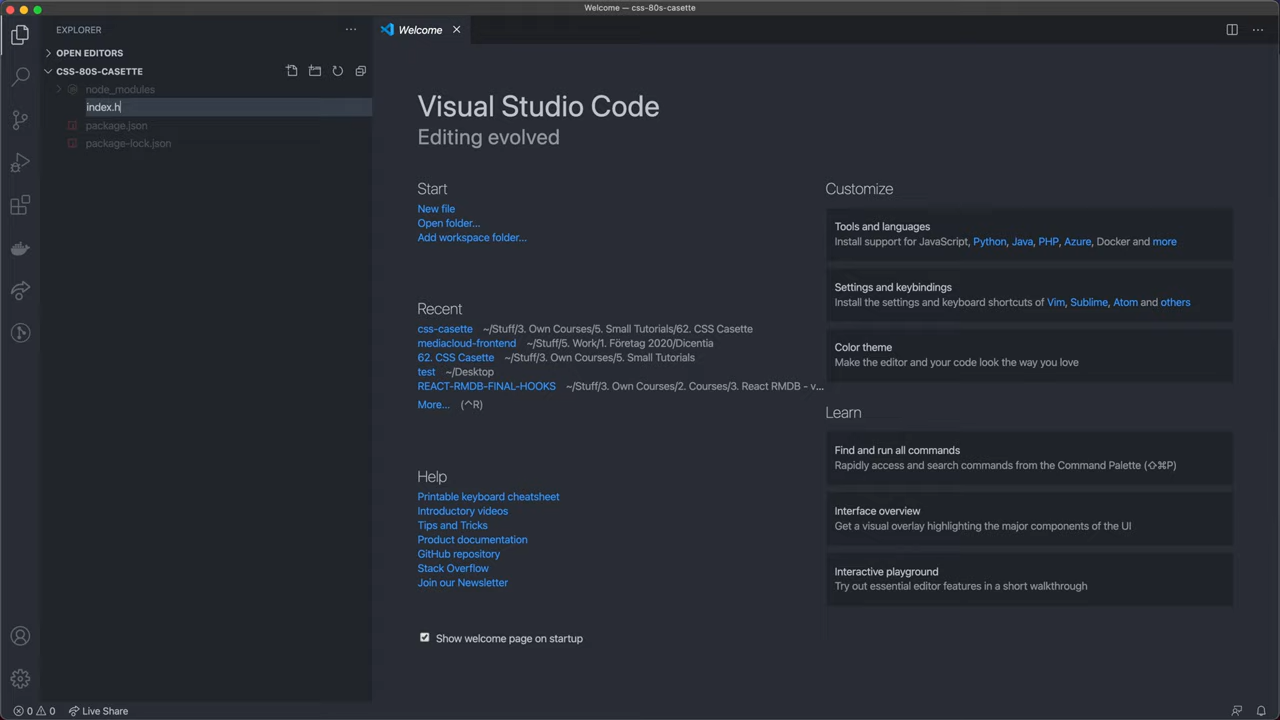 Welcome — css-80s-casette
EXPLORER
Welcome
OPEN EDITORS
CSS-80S-CASETTE
node_modules
index.h
package.json
package-lock.json
Visual Studio Code
Editing evolved
Start
New file
Open folder...
Add workspace folder...
Recent
css-casette ~/Stuff/3. Own Courses/5. Small Tutorials/62. CSS Casette
mediacloud-frontend ~/Stuff/5. Work/1. Företag 2020/Dicentia
62. CSS Casette ~/Stuff/3. Own Courses/5. Small Tutorials
test ~/Desktop
REACT-RMDB-FINAL-HOOKS ~/Stuff/3. Own Courses/2. Courses/3. React RMDB - v...
More... (^R)
Help
Printable keyboard cheatsheet
Introductory videos
Tips and Tricks
Product documentation
GitHub repository
Stack Overflow
Join our Newsletter
Show welcome page on startup
Customize
Tools and languages
Install support for JavaScript, Python, Java, PHP, Azure, Docker and more
Settings and keybindings
Install the settings and keyboard shortcuts of Vim, Sublime, Atom and others
Color theme
Make the editor and your code look the way you love
Learn
Find and run all commands
Rapidly access and search commands from the Command Palette (⇧⌘P)
Interface overview
Get a visual overlay highlighting the major components of the UI
Interactive playground
Try out essential editor features in a short walkthrough
0 0 Live Share